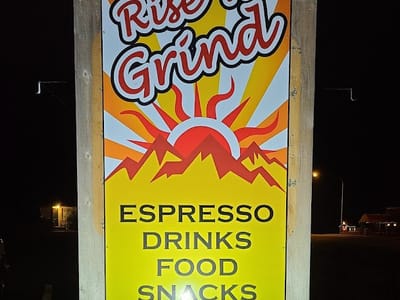 Rise
Grind
ESPRESSO
DRINKS
FOOD
SNACKS